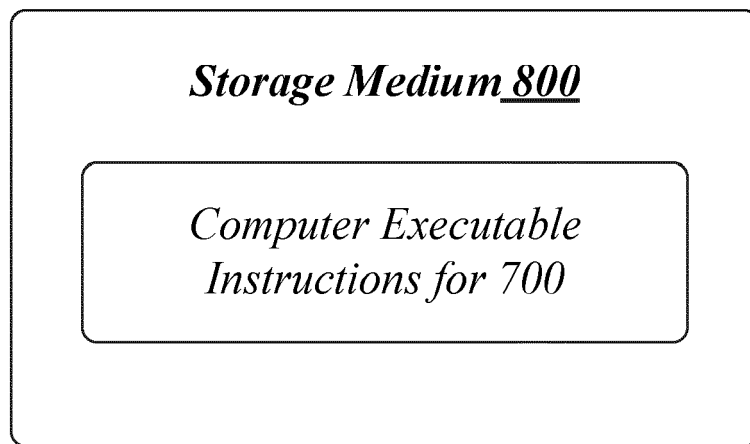 Storage Medium 800
Computer Executable
Instructions for 700